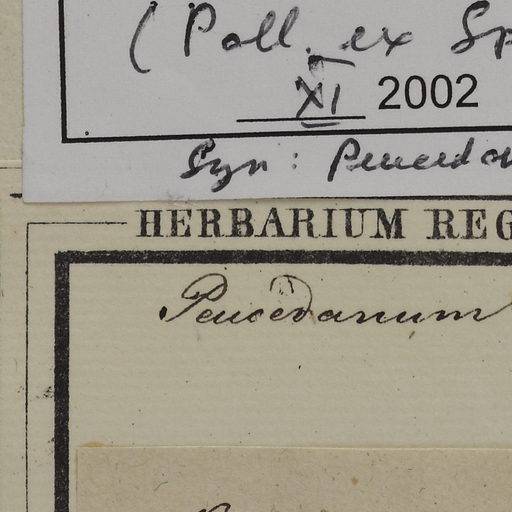 (Poll. ex Sp
XI 2002
Syn: Peucedan
HERBARIUM REG
Peucedanum